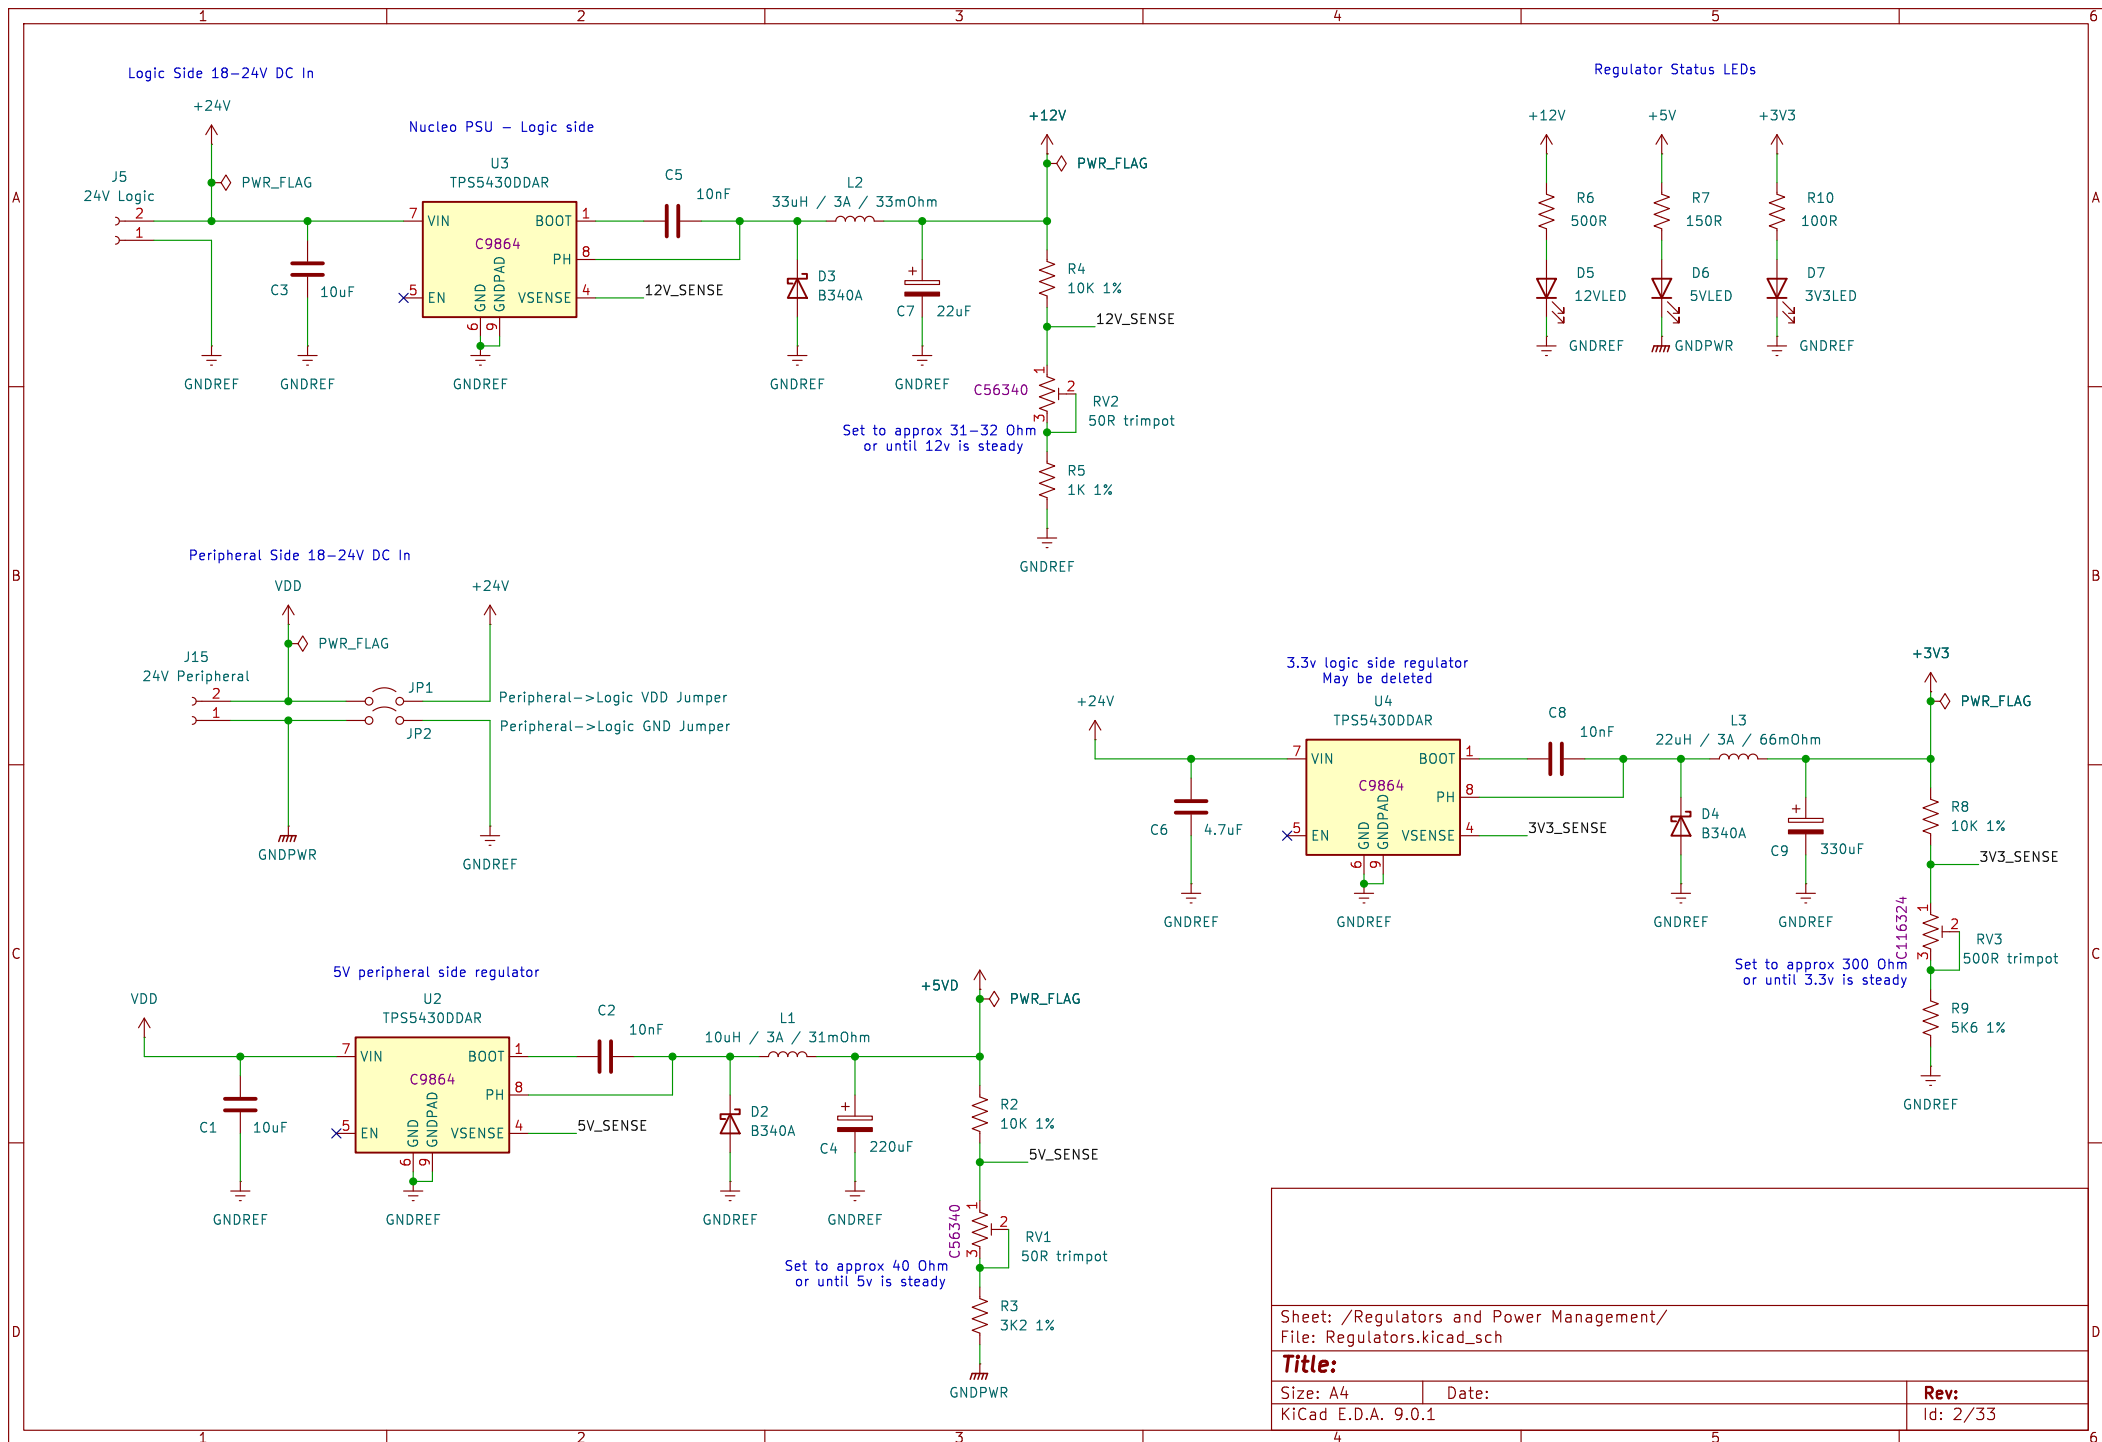 1 2 3 4 5 6
Logic Side 18-24V DC In
+24V
PWR_FLAG
J5
24V Logic
2
1
C3
10uF
GNDREF
GNDREF
Nucleo PSU - Logic side
U3
TPS5430DDAR
7
VIN
BOOT
1
C9864
PH
8
5
EN
VSENSE
4
GND
GNDPAD
6
9
12V_SENSE
GNDREF
C5
10nF
L2
33uH / 3A / 33mOhm
D3
B340A
GNDREF
C7
22uF
GNDREF
+12V
PWR_FLAG
R4
10K 1%
12V_SENSE
C56340
1
2
3
RV2
50R trimpot
Set to approx 31-32 Ohm
or until 12v is steady
R5
1K 1%
GNDREF
Regulator Status LEDs
+12V
+5V
+3V3
R6
500R
R7
150R
R10
100R
D5
12VLED
D6
5VLED
D7
3V3LED
GNDREF
GNDPWR
GNDREF
A
A
Peripheral Side 18-24V DC In
VDD
+24V
PWR_FLAG
J15
24V Peripheral
2
1
JP1
Peripheral->Logic VDD Jumper
Peripheral->Logic GND Jumper
JP2
GNDPWR
GNDREF
B
B
3.3v logic side regulator
May be deleted
+24V
U4
TPS5430DDAR
7
VIN
BOOT
1
C9864
PH
8
5
EN
VSENSE
4
GND
GNDPAD
6
9
3V3_SENSE
C6
4.7uF
GNDREF
GNDREF
C8
10nF
L3
22uH / 3A / 66mOhm
D4
B340A
GNDREF
C9
330uF
GNDREF
+3V3
PWR_FLAG
R8
10K 1%
3V3_SENSE
C116324
1
2
3
RV3
500R trimpot
Set to approx 300 Ohm
or until 3.3v is steady
R9
5K6 1%
GNDREF
C
C
5V peripheral side regulator
VDD
U2
TPS5430DDAR
7
VIN
BOOT
1
C9864
PH
8
5
EN
VSENSE
4
GND
GNDPAD
6
9
5V_SENSE
C1
10uF
GNDREF
GNDREF
C2
10nF
L1
10uH / 3A / 31mOhm
D2
B340A
GNDREF
C4
220uF
GNDREF
+5VD
PWR_FLAG
R2
10K 1%
5V_SENSE
C56340
1
2
3
RV1
50R trimpot
Set to approx 40 Ohm
or until 5v is steady
R3
3K2 1%
GNDPWR
D
D
Sheet: /Regulators and Power Management/
File: Regulators.kicad_sch
Title:
Size: A4
Date:
Rev:
KiCad E.D.A. 9.0.1
Id: 2/33
1 2 3 4 5 6